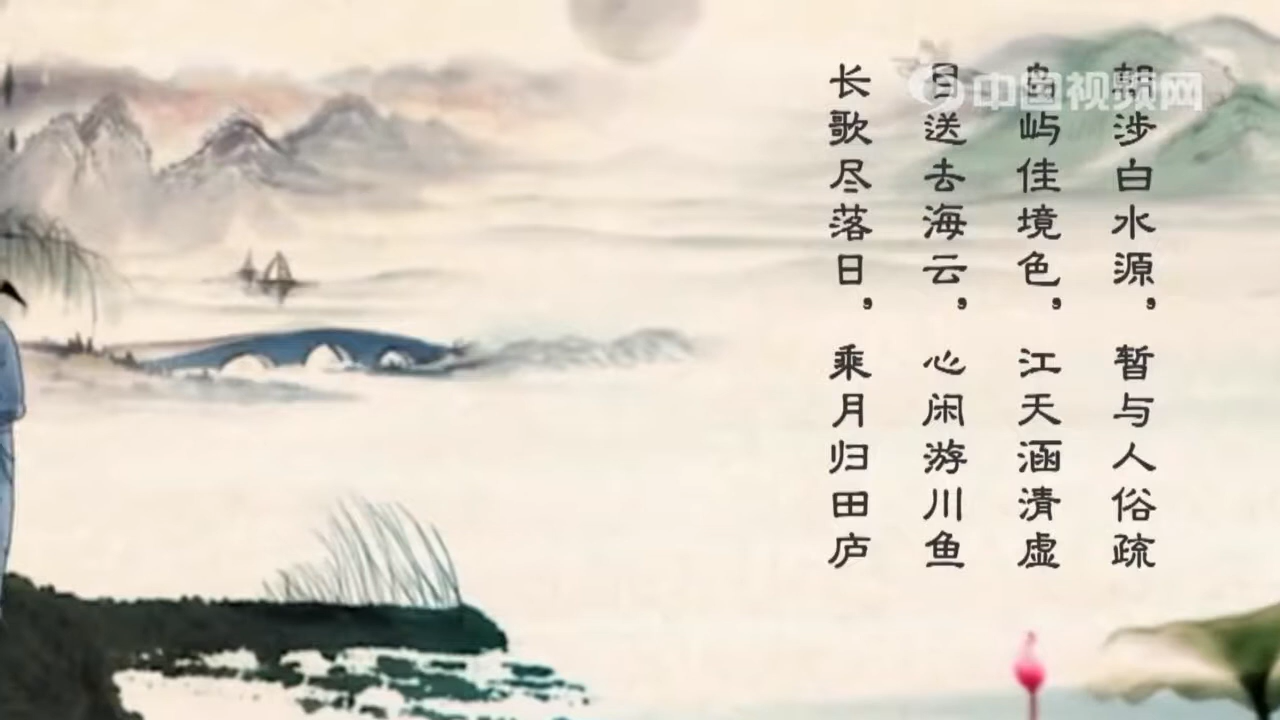 朝涉白水源，暂与人俗疏
岛屿佳境色，江天涵清虚
目送去海云，心闲游川鱼
长歌尽落日，乘月归田庐
中国视频网